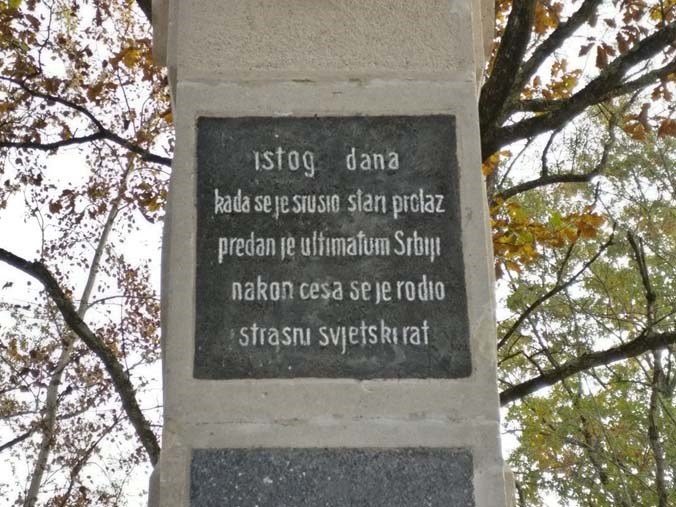 istog dana
kada se je srusio stari prolaz
predan je ultimatum Srbiji
nakon cesa se je rodio
strasni svjetski rat